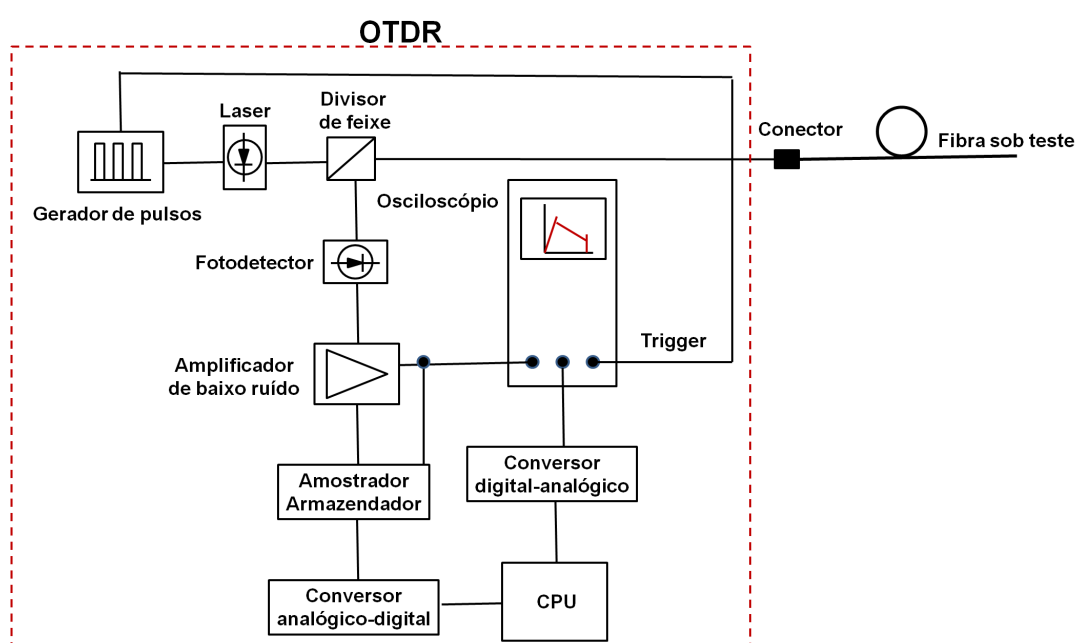 OTDR
Laser
Divisor
de feixe
Conector
Fibra sob teste
Gerador de pulsos
Osciloscópio
Fotodetector
Trigger
Amplificador
de baixo ruído
Conversor
digital-analógico
Amostrador
Armazendador
Conversor
analógico-digital
CPU